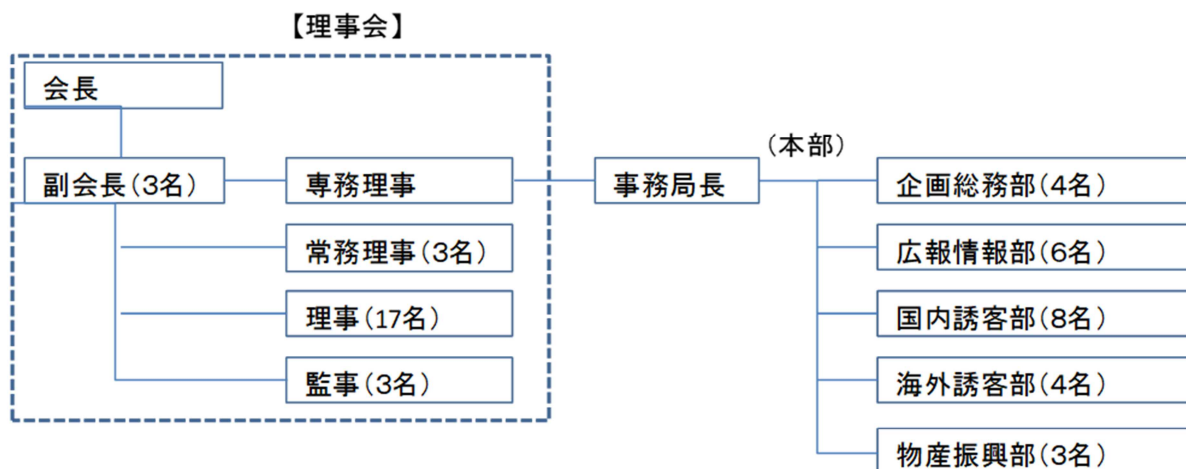 【理事会】
会長
副会長(3名)
専務理事
常務理事(3名)
理事(17名)
監事(3名)
事務局長
(本部)
企画総務部(4名)
広報情報部(6名)
国内誘客部(8名)
海外誘客部(4名)
物産振興部(3名)